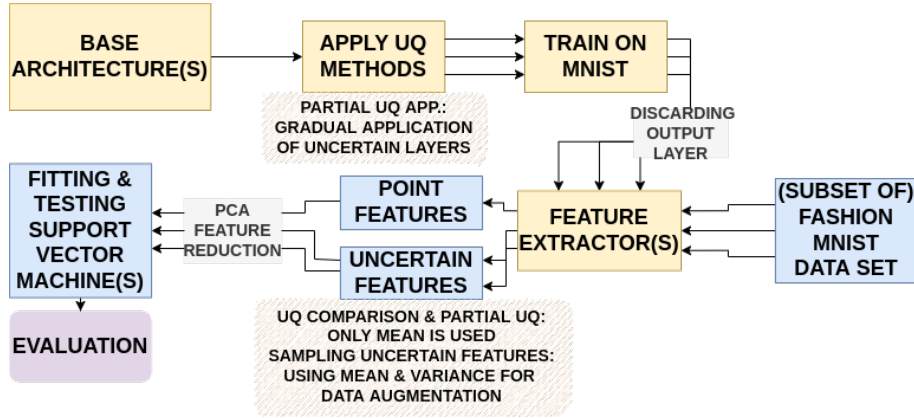 BASE
ARCHITECTURE(S)
APPLY UQ
METHODS
TRAIN ON
MNIST
PARTIAL UQ APP.:
GRADUAL APPLICATION
OF UNCERTAIN LAYERS
DISCARDING
OUTPUT
LAYER
FITTING &
TESTING
SUPPORT
VECTOR
MACHINE(S)
PCA
FEATURE
REDUCTION
POINT
FEATURES
UNCERTAIN
FEATURES
FEATURE
EXTRACTOR(S)
(SUBSET OF)
FASHION
MNIST
DATA SET
EVALUATION
UQ COMPARISON & PARTIAL UQ:
ONLY MEAN IS USED
SAMPLING UNCERTAIN FEATURES:
USING MEAN & VARIANCE FOR
DATA AUGMENTATION